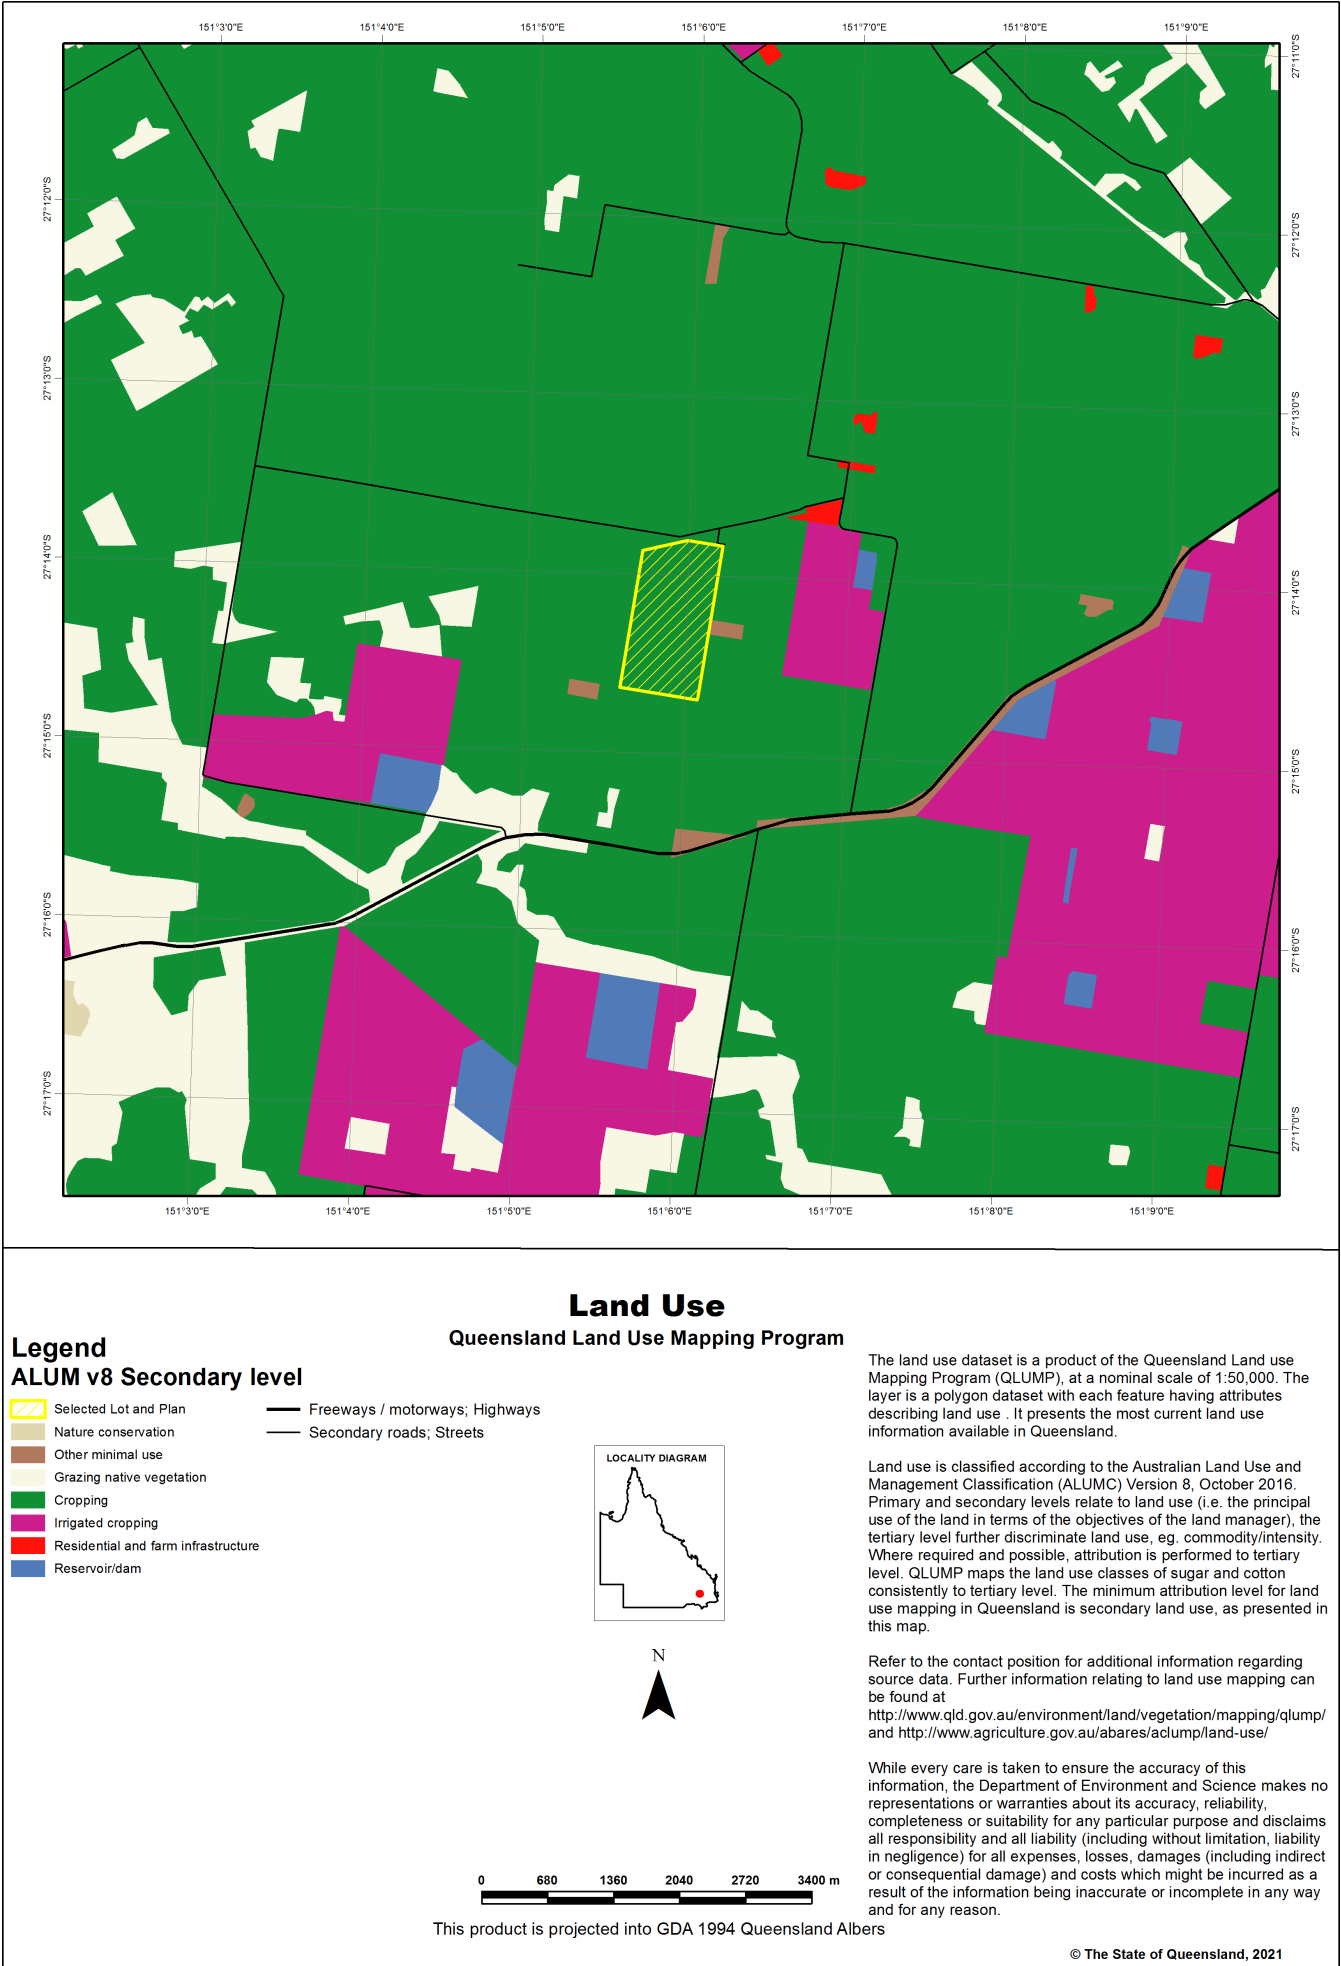 151°3'0"E 151°4'0"E 151°5'0"E 151°6'0"E 151°7'0"E 151°8'0"E 151°9'0"E
27°11'0"S
27°12'0"S
27°12'0"S
27°13'0"S
27°13'0"S
27°14'0"S
27°14'0"S
27°15'0"S
27°15'0"S
27°16'0"S
27°16'0"S
27°17'0"S
27°17'0"S
151°3'0"E 151°4'0"E 151°5'0"E 151°6'0"E 151°7'0"E 151°8'0"E 151°9'0"E
Land Use
Queensland Land Use Mapping Program
Legend
ALUM v8 Secondary level
Selected Lot and Plan
Nature conservation
Other minimal use
Grazing native vegetation
Cropping
Irrigated cropping
Residential and farm infrastructure
Reservoir/dam
Freeways / motorways; Highways
Secondary roads; Streets
LOCALITY DIAGRAM
N
0 680 1360 2040 2720 3400 m
This product is projected into GDA 1994 Queensland Albers
The land use dataset is a product of the Queensland Land use
Mapping Program (QLUMP), at a nominal scale of 1:50,000. The
layer is a polygon dataset with each feature having attributes
describing land use . It presents the most current land use
information available in Queensland.
Land use is classified according to the Australian Land Use and
Management Classification (ALUMC) Version 8, October 2016.
Primary and secondary levels relate to land use (i.e. the principal
use of the land in terms of the objectives of the land manager), the
tertiary level further discriminate land use, eg. commodity/intensity.
Where required and possible, attribution is performed to tertiary
level. QLUMP maps the land use classes of sugar and cotton
consistently to tertiary level. The minimum attribution level for land
use mapping in Queensland is secondary land use, as presented in
this map.
Refer to the contact position for additional information regarding
source data. Further information relating to land use mapping can
be found at
http://www.qld.gov.au/environment/land/vegetation/mapping/qlump/
and http://www.agriculture.gov.au/abares/aclump/land-use/
While every care is taken to ensure the accuracy of this
information, the Department of Environment and Science makes no
representations or warranties about its accuracy, reliability,
completeness or suitability for any particular purpose and disclaims
all responsibility and all liability (including without limitation, liability
in negligence) for all expenses, losses, damages (including indirect
or consequential damage) and costs which might be incurred as a
result of the information being inaccurate or incomplete in any way
and for any reason.
© The State of Queensland, 2021